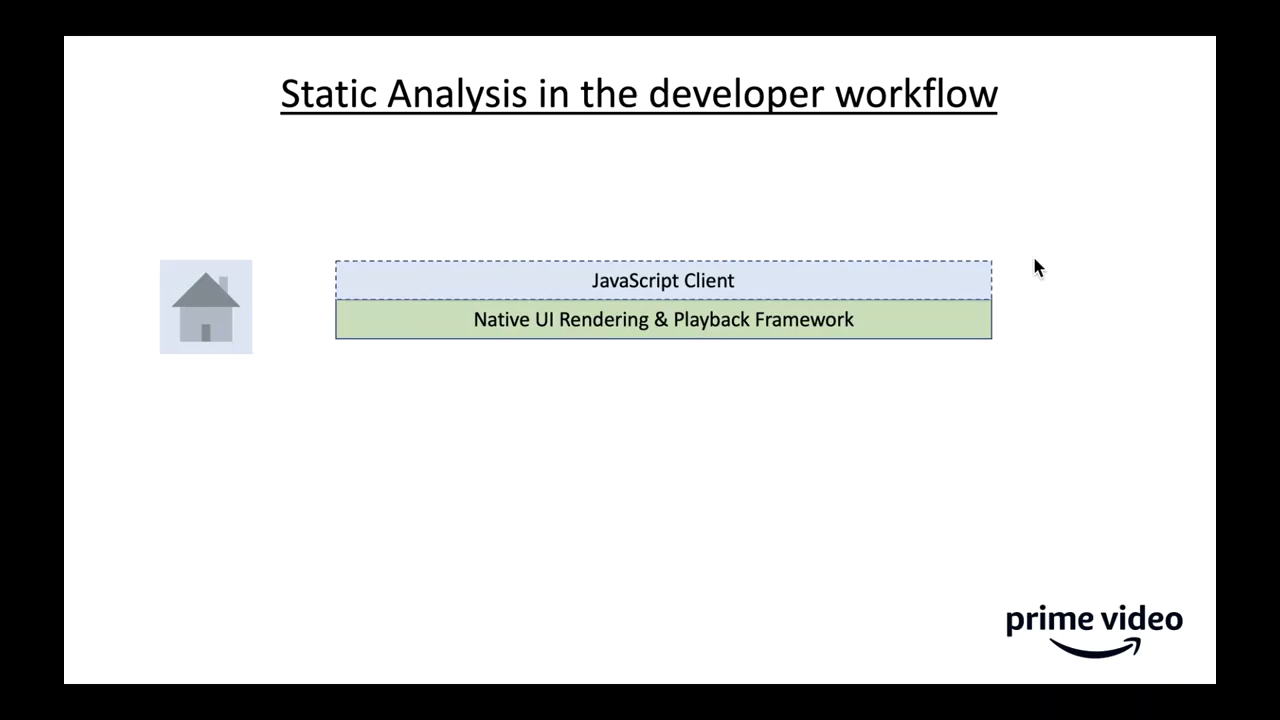 Static Analysis in the developer workflow
JavaScript Client
Native UI Rendering & Playback Framework
prime video